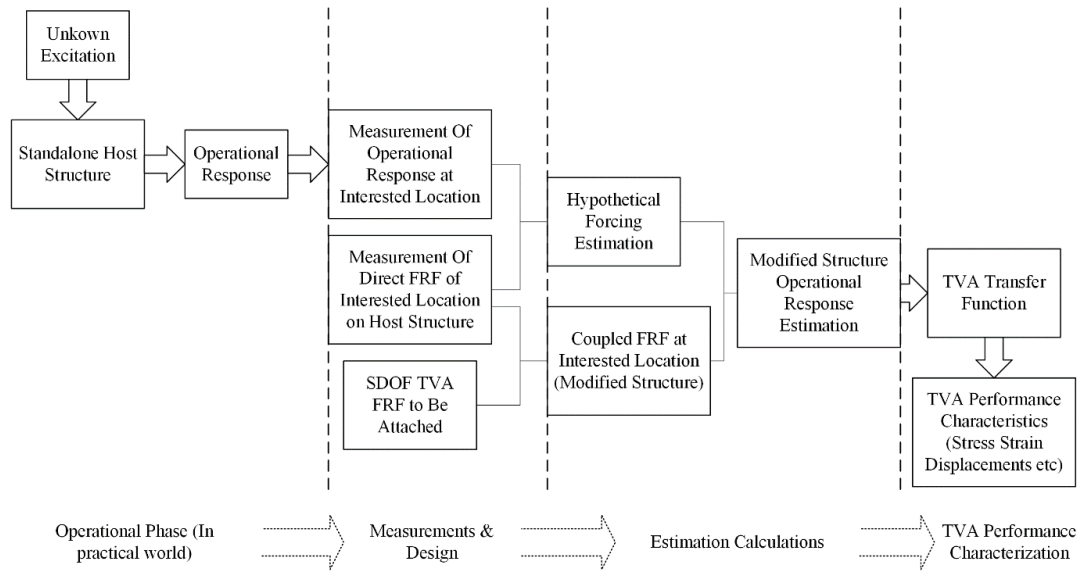 Unkown
Excitation
Standalone Host
Structure
Operational
Response
Measurement Of
Operational
Response at
Interested Location
Measurement Of
Direct FRF of
Interested Location
on Host Structure
SDOF TVA
FRF to Be
Attached
Hypothetical
Forcing
Estimation
Coupled FRF at
Interested Location
(Modified Structure)
Modified Structure
Operational
Response
Estimation
TVA Transfer
Function
TVA Performance
Characteristics
(Stress Strain
Displacements etc)
Operational Phase (In
practical world)
Measurements &
Design
Estimation Calculations
TVA Performance
Characterization